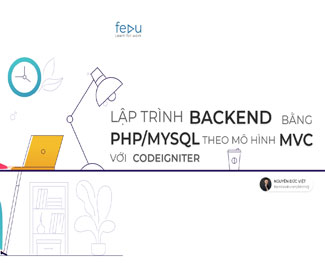 fedu
Learn for work
LẬP TRÌNH BACKEND BẰNG
PHP/MYSQL THEO MÔ HÌNH MVC
VỚI CODEIGNITER
NGUYỄN ĐỨC VIỆT